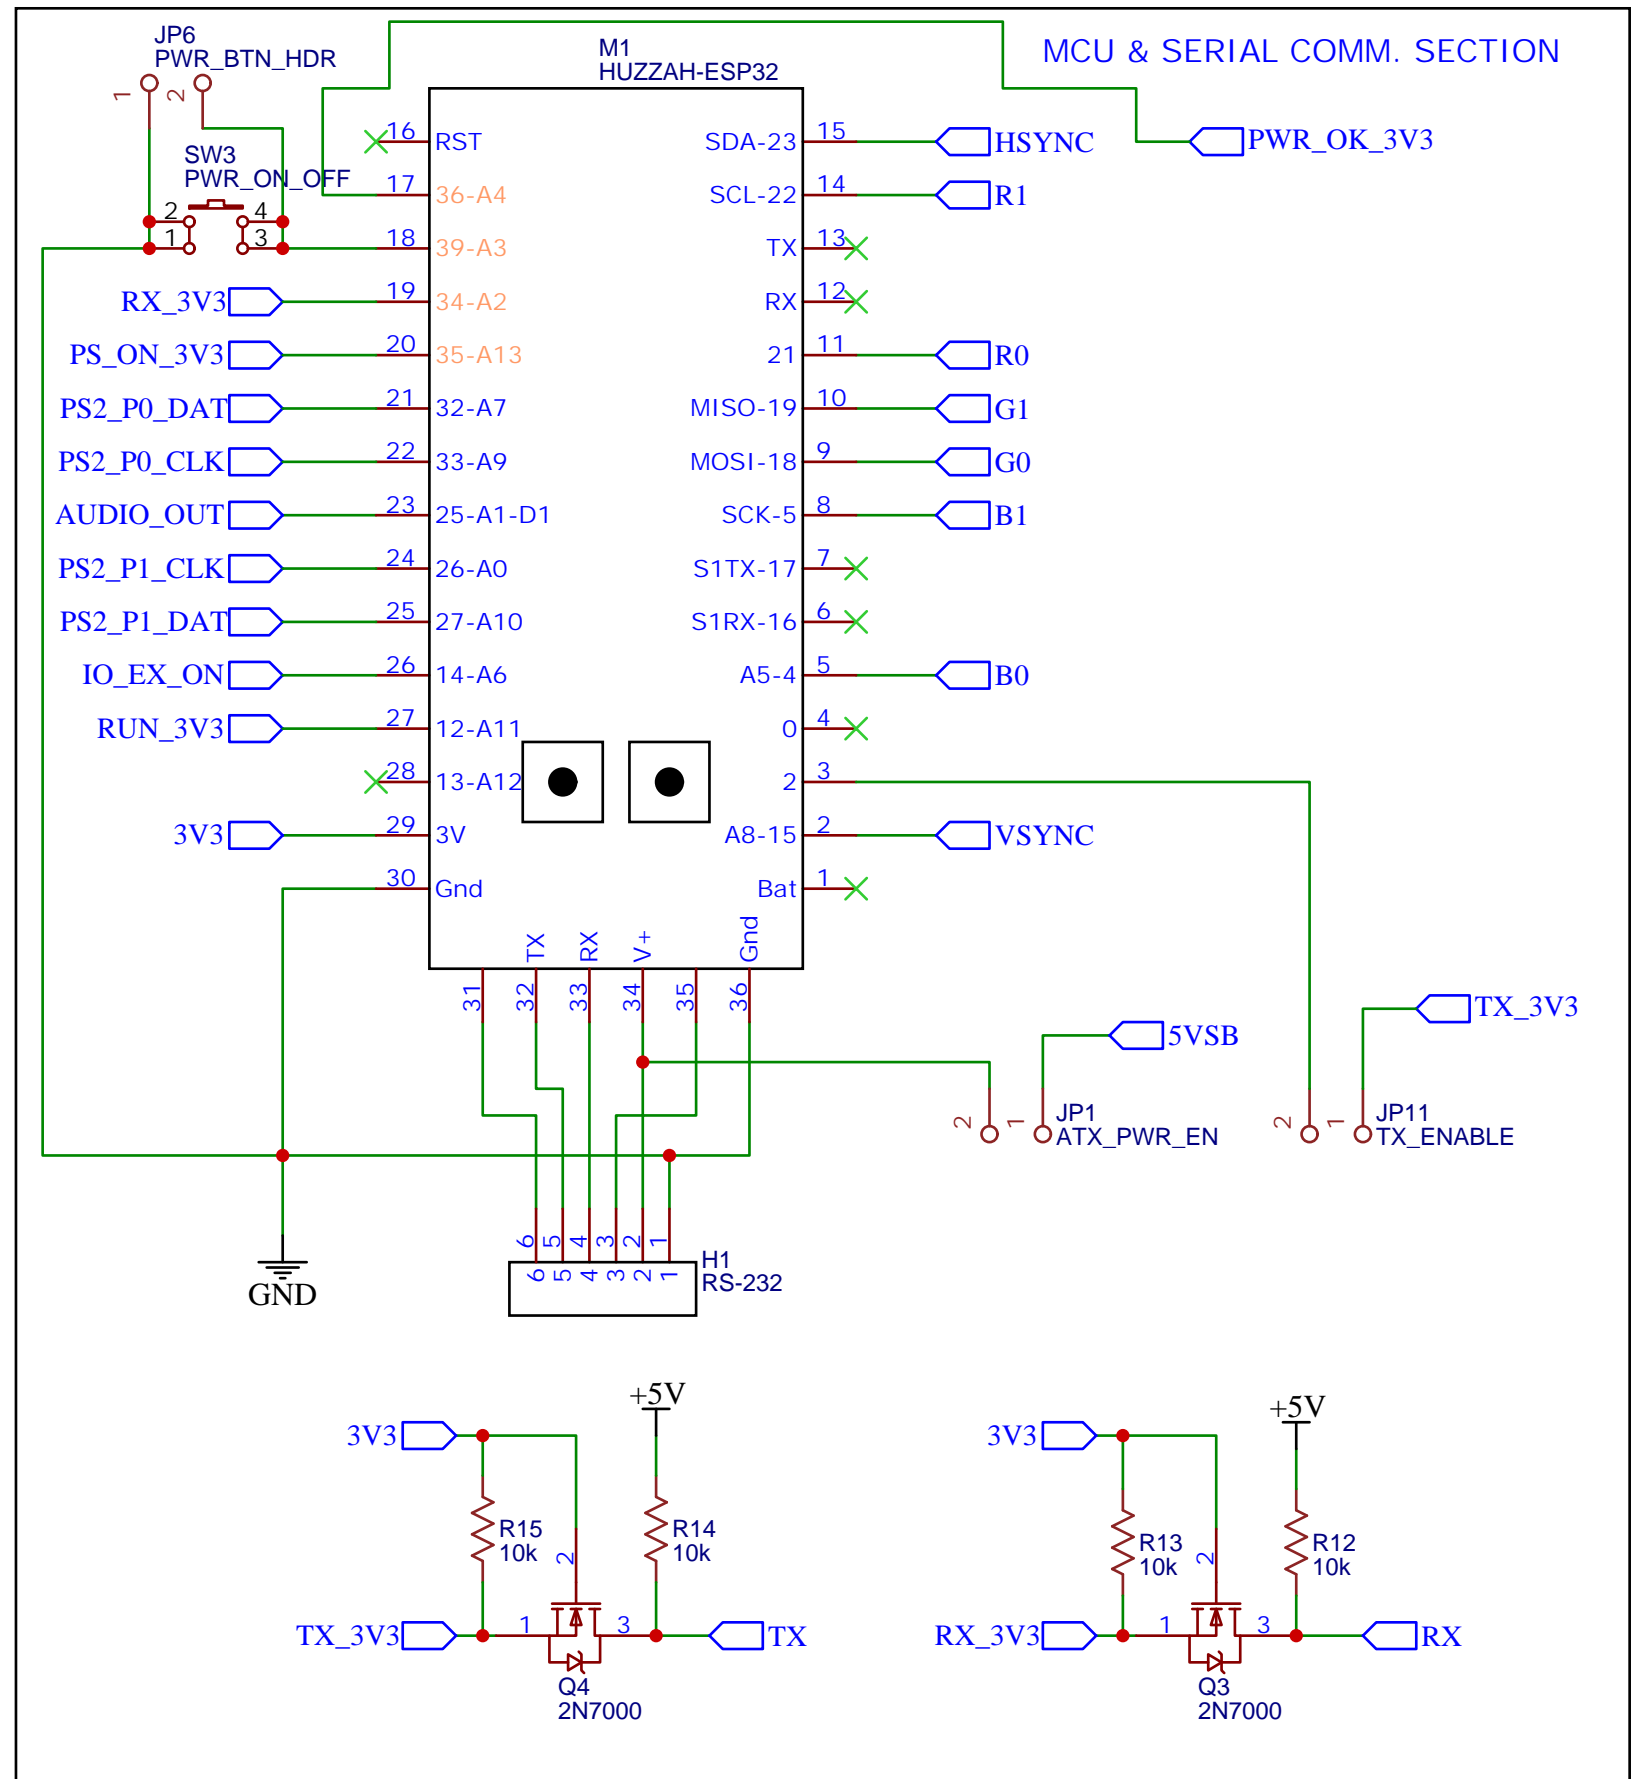 MCU & SERIAL COMM. SECTION
JP6
PWR_BTN_HDR
1
2
SW3
PWR_ON_OFF
2
4
1
3
M1
HUZZAH-ESP32
16 RST
17 36-A4
18 39-A3
RX_3V3 19 34-A2
PS_ON_3V3 20 35-A13
PS2_P0_DAT 21 32-A7
PS2_P0_CLK 22 33-A9
AUDIO_OUT 23 25-A1-D1
PS2_P1_CLK 24 26-A0
PS2_P1_DAT 25 27-A10
IO_EX_ON 26 14-A6
RUN_3V3 27 12-A11
28 13-A12
3V3 29 3V
30 Gnd
SDA-23 15 HSYNC
PWR_OK_3V3
SCL-22 14 R1
TX 13
RX 12
21 11 R0
MISO-19 10 G1
MOSI-18 9 G0
SCK-5 8 B1
S1TX-17 7
S1RX-16 6
A5-4 5 B0
0 4
2 3
A8-15 2 VSYNC
Bat 1
TX RX V+ Gnd
31 32 33 34 35 36
5VSB
TX_3V3
2 1
JP1
ATX_PWR_EN
2 1
JP11
TX_ENABLE
GND
6 5 4 3 2 1
6 5 4 3 2 1
H1
RS-232
3V3
+5V
R15
10k
R14
10k
2
TX_3V3 1 3 TX
Q4
2N7000
3V3
+5V
R13
10k
R12
10k
2
RX_3V3 1 3 RX
Q3
2N7000